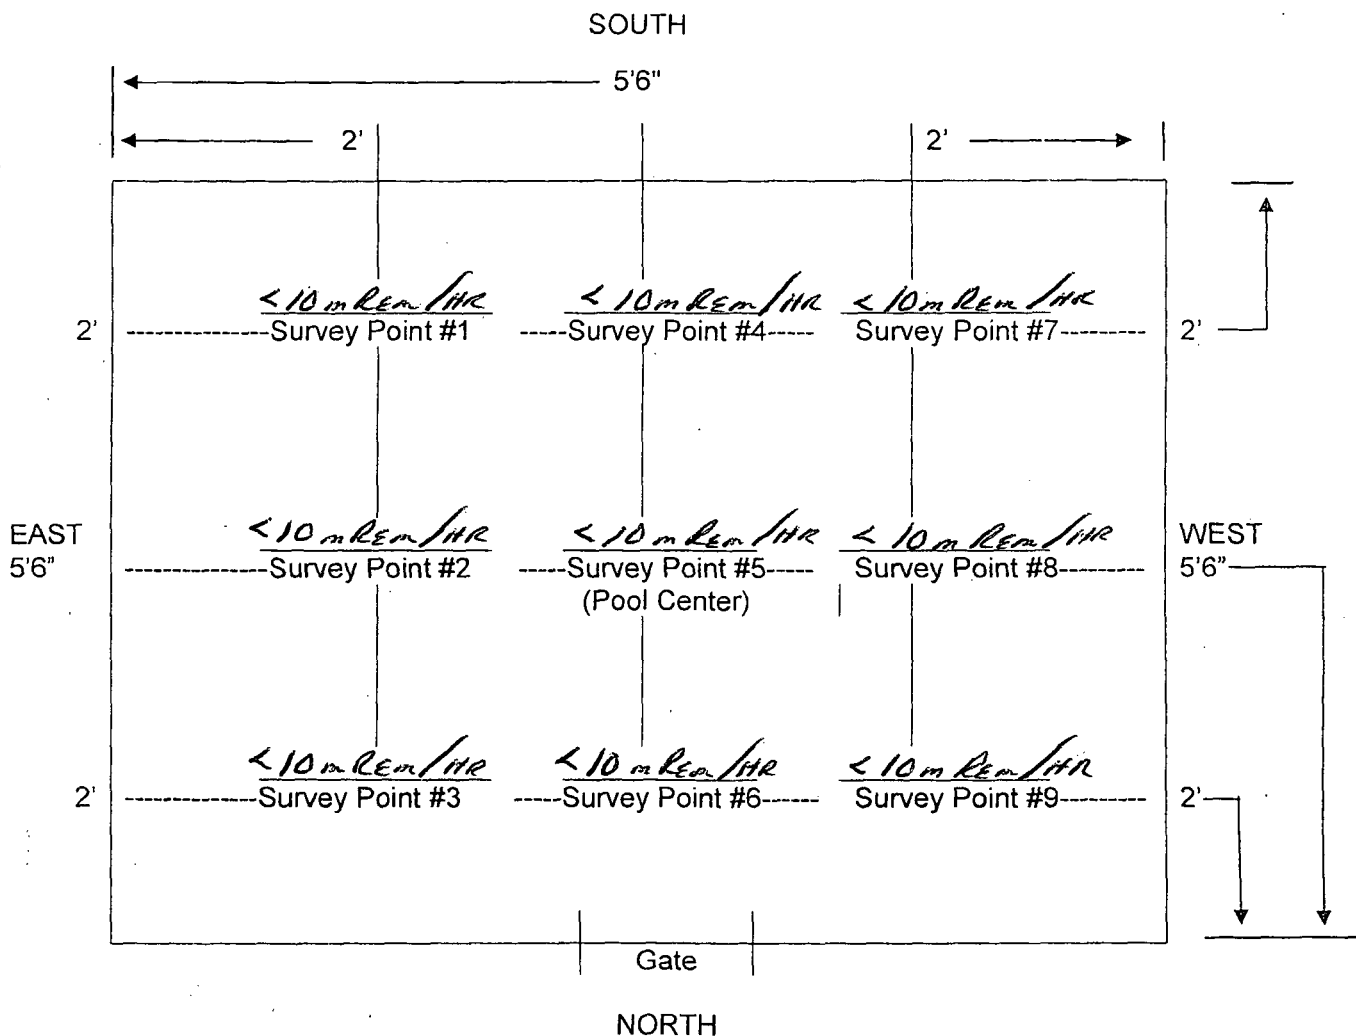 SOUTH
5'6"
2' 2'
<10 mRem/HR <10 mRem/HR <10 mRem/HR
2' Survey Point #1 Survey Point #4 Survey Point #7 2'
<10 mRem/HR <10 mRem/HR <10 mRem/HR
EAST WEST
5'6" Survey Point #2 Survey Point #5 Survey Point #8 5'6"
(Pool Center)
<10 mRem/HR <10 mRem/HR <10 mRem/HR
2' Survey Point #3 Survey Point #6 Survey Point #9 2'
Gate
NORTH